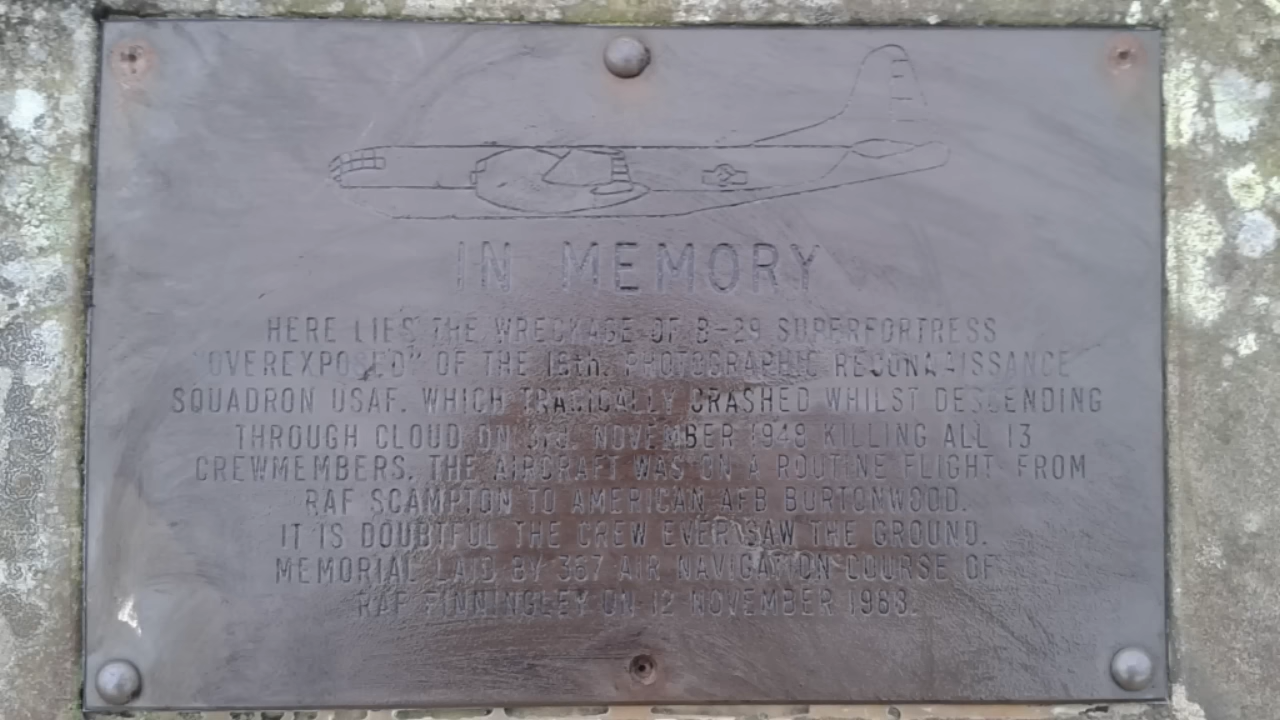 IN MEMORY
HERE LIES THE WRECKAGE OF B-29 SUPERFORTRESS
"OVEREXPOSED" OF THE 16th. PHOTOGRAPHIC RECONNAISSANCE
SQUADRON USAF. WHICH TRAGICALLY CRASHED WHILST DESCENDING
THROUGH CLOUD ON 3RD. NOVEMBER 1948 KILLING ALL 13
CREWMEMBERS. THE AIRCRAFT WAS ON A ROUTINE FLIGHT FROM
RAF SCAMPTON TO AMERICAN AFB BURTONWOOD.
IT IS DOUBTFUL THE CREW EVER SAW THE GROUND.
MEMORIAL LAID BY 367 AIR NAVIGATION COURSE OF
RAF FINNINGLEY ON 12 NOVEMBER 1988.